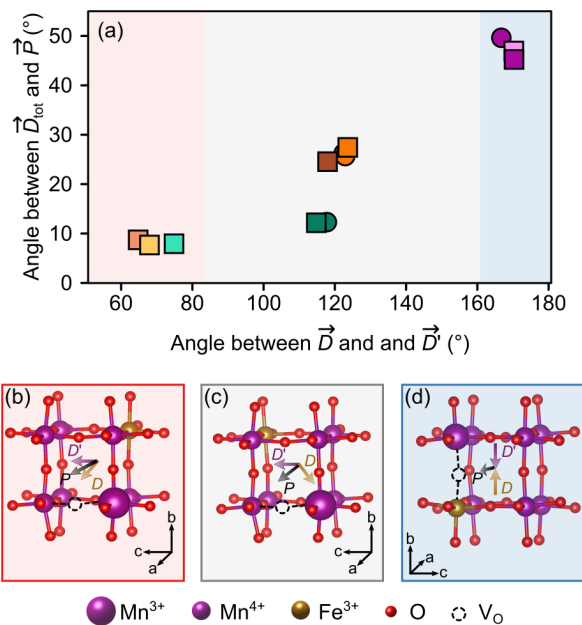 (a)
Angle between D⃗tot and P⃗ (°)
50
40
30
20
10
0
60 80 100 120 140 160 180
Angle between D⃗ and and D⃗' (°)
(b) (c) (d)
D' D' D'
P D P D P D
b b b
c c a
a a c
Mn³⁺ Mn⁴⁺ Fe³⁺ O V_O